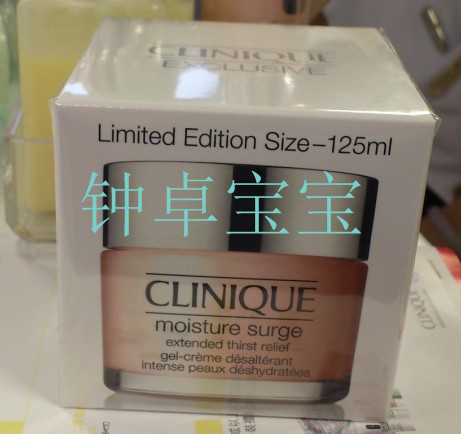 CLINIQUE
EXCLUSIVE
Limited Edition Size-125ml
钟卓宝宝
CLINIQUE
moisture surge
extended thirst relief
gel-crème désaltérant
intense peaux déshydratées
CLINIQUE